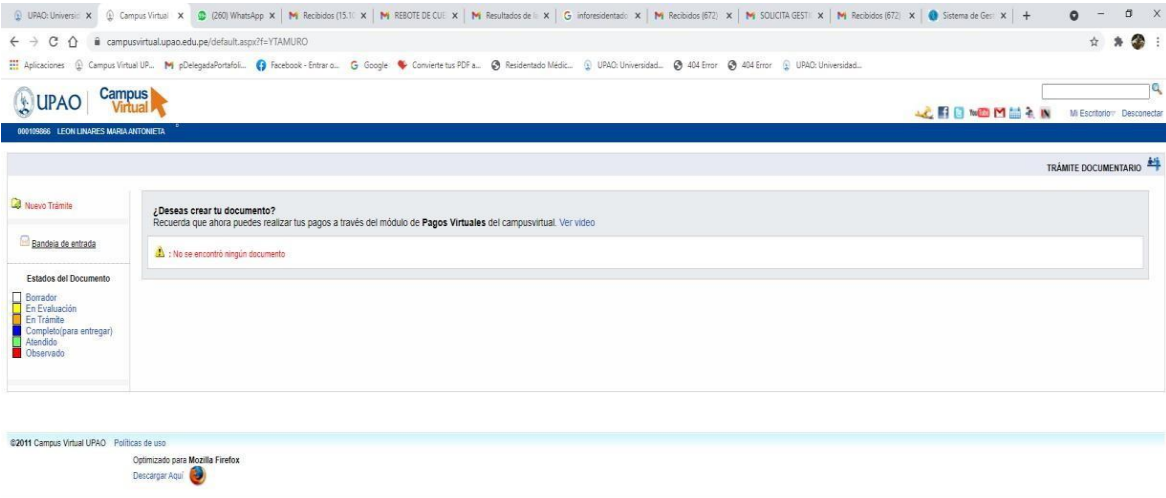 UPAO: Universi
Campus Virtual
(260) WhatsApp
Recibidos (15.1
REBOTE DE CUE
Resultados de
inforesidentado
Recibidos (672)
SOLICITA GESTI
Recibidos (672)
Sistema de Ges
campusvirtual.upao.edu.pe/default.aspx?f=YTAMURO
Aplicaciones
Campus Virtual UP...
pDelegadaPortafoli...
Facebook - Entrar o...
Google
Convierte tus PDF a...
Residentado Médic...
UPAO: Universidad...
404 Error
404 Error
UPAO: Universidad...
UPAO
Campus
Virtual
Mi Escritorio
Desconectar
000109866 LEON LINARES MARIA ANTONIETA
TRÁMITE DOCUMENTARIO
Nuevo Trámite
Bandeja de entrada
Estados del Documento
Borrador
En Evaluación
En Trámite
Completo(para entregar)
Atendido
Observado
¿Deseas crear tu documento?
Recuerda que ahora puedes realizar tus pagos a través del módulo de Pagos Virtuales del campusvirtual. Ver video
: No se encontró ningún documento
©2011 Campus Virtual UPAO Políticas de uso
Optimizado para Mozilla Firefox
Descargar Aquí